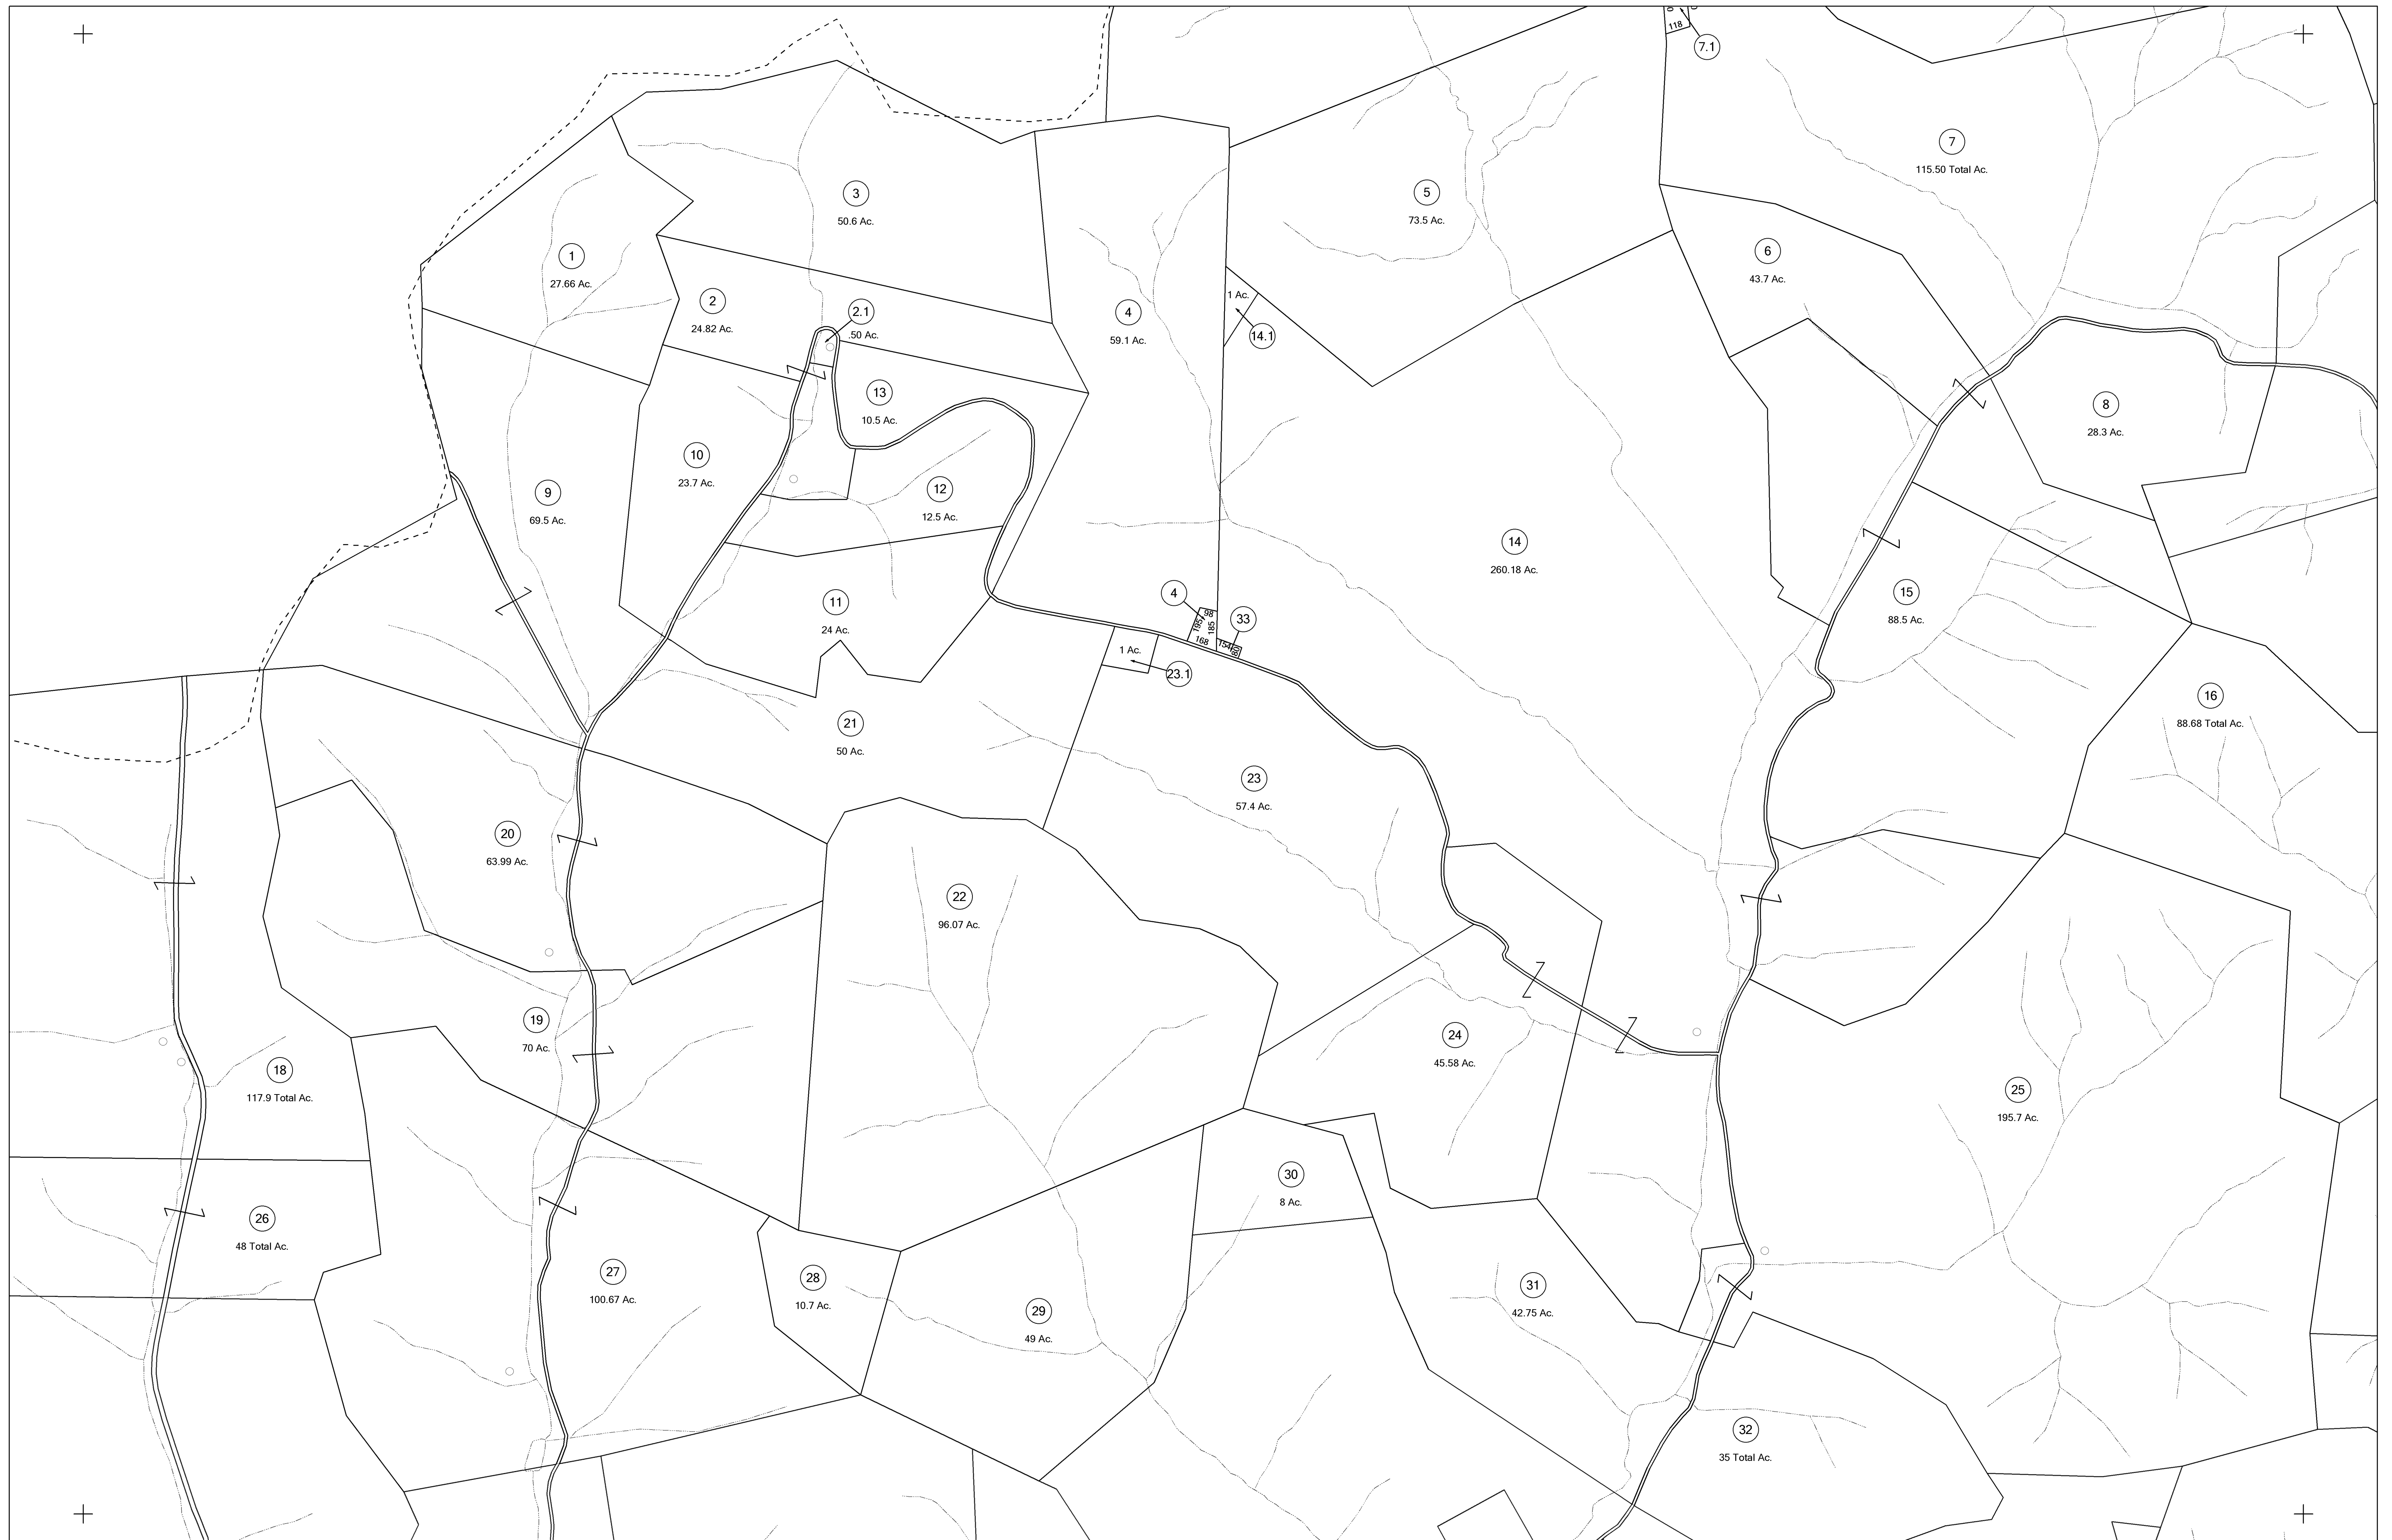 118
7.1
7
115.50 Total Ac.
3
50.6 Ac.
5
73.5 Ac.
1
27.66 Ac.
6
43.7 Ac.
2
24.82 Ac.
2.1
.50 Ac.
4
59.1 Ac.
1 Ac.
14.1
13
10.5 Ac.
8
28.3 Ac.
10
23.7 Ac.
9
69.5 Ac.
12
12.5 Ac.
14
260.18 Ac.
15
88.5 Ac.
11
24 Ac.
4
98
195
185
168
33
154
80
1 Ac.
23.1
16
88.68 Total Ac.
21
50 Ac.
23
57.4 Ac.
20
63.99 Ac.
22
96.07 Ac.
19
70 Ac.
24
45.58 Ac.
18
117.9 Total Ac.
25
195.7 Ac.
30
8 Ac.
26
48 Total Ac.
27
100.67 Ac.
28
10.7 Ac.
29
49 Ac.
31
42.75 Ac.
32
35 Total Ac.